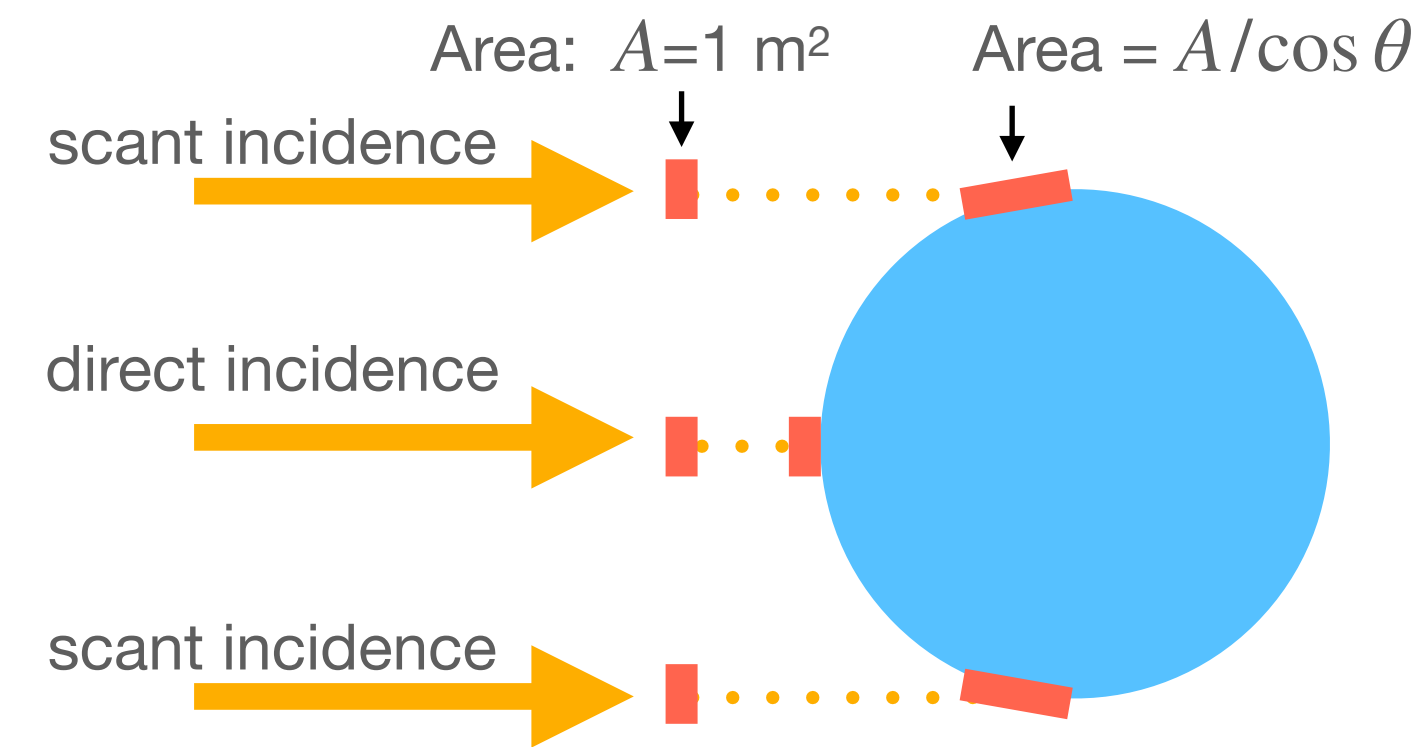 Area: A=1 m²
Area = A/cos θ
scant incidence
direct incidence
scant incidence